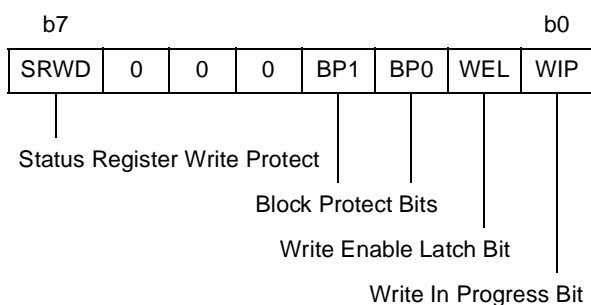 b7 b0
SRWD 0 0 0 BP1 BP0 WEL WIP
Status Register Write Protect
Block Protect Bits
Write Enable Latch Bit
Write In Progress Bit